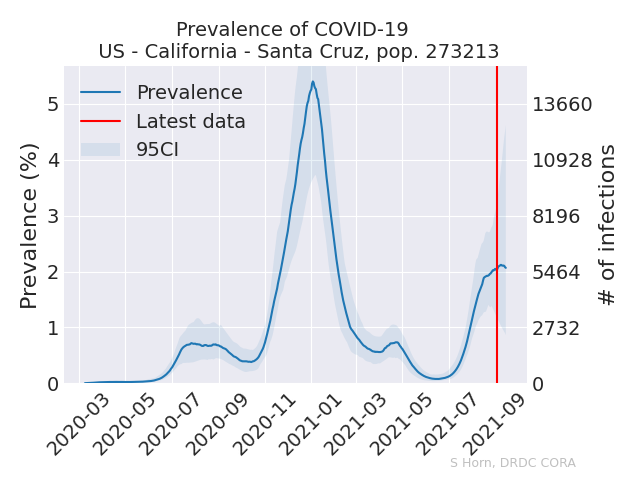 Prevalence of COVID-19
US - California - Santa Cruz, pop. 273213
Prevalence
Latest data
95CI
Prevalence (%)
5
4
3
2
1
0
13660
10928
8196
5464
2732
0
# of infections
2020-03
2020-05
2020-07
2020-09
2020-11
2021-01
2021-03
2021-05
2021-07
2021-09
S Horn, DRDC CORA